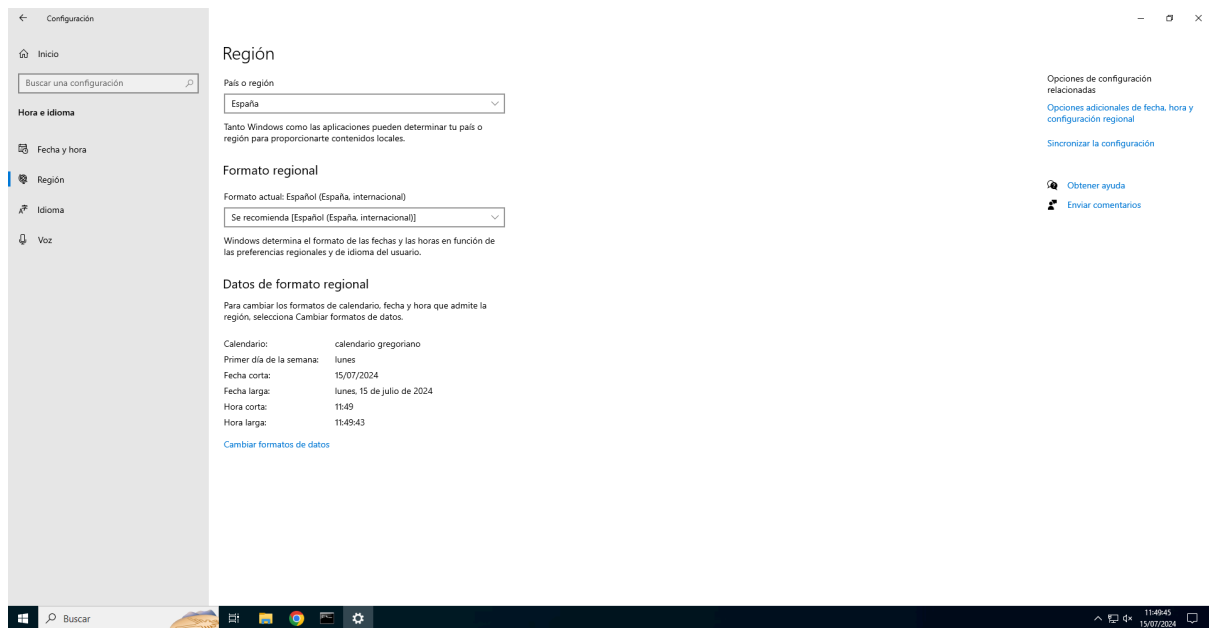 Configuración
Inicio
Buscar una configuración
Hora e idioma
Fecha y hora
Región
Idioma
Voz
Región
País o región
España
Tanto Windows como las aplicaciones pueden determinar tu país o
región para proporcionarte contenidos locales.
Formato regional
Formato actual: Español (España, internacional)
Se recomienda [Español (España, internacional)]
Windows determina el formato de las fechas y las horas en función de
las preferencias regionales y de idioma del usuario.
Datos de formato regional
Para cambiar los formatos de calendario, fecha y hora que admite la
región, selecciona Cambiar formatos de datos.
Calendario: calendario gregoriano
Primer día de la semana: lunes
Fecha corta: 15/07/2024
Fecha larga: lunes, 15 de julio de 2024
Hora corta: 11:49
Hora larga: 11:49:43
Cambiar formatos de datos
Opciones de configuración
relacionadas
Opciones adicionales de fecha, hora y
configuración regional
Sincronizar la configuración
Obtener ayuda
Enviar comentarios
Buscar
11:49:45
15/07/2024